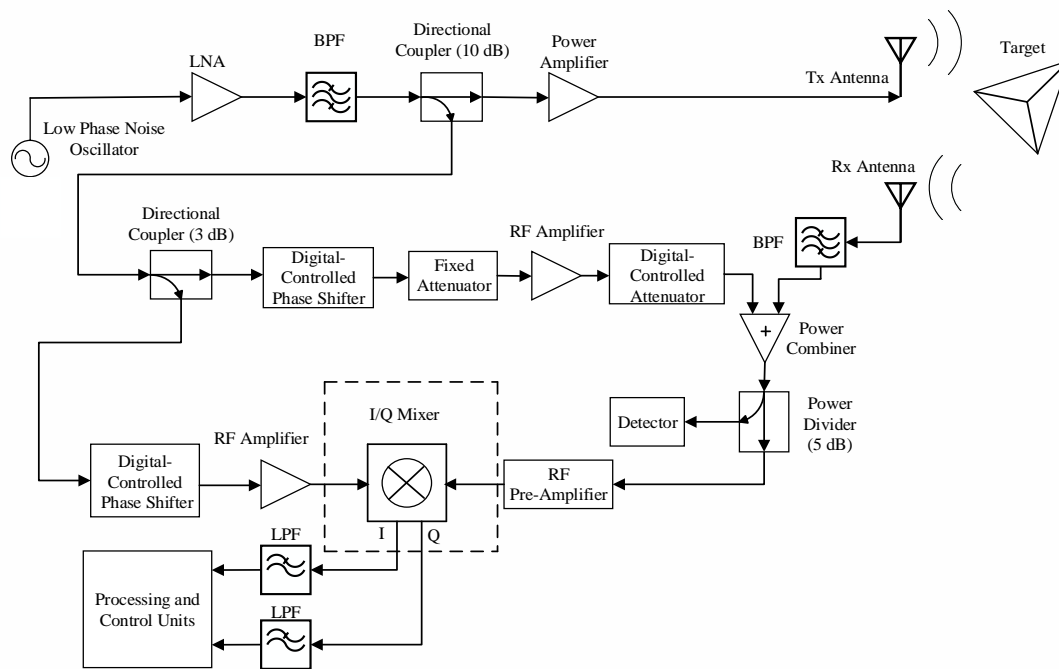 LNA
BPF
Directional
Coupler (10 dB)
Power
Amplifier
Tx Antenna
Target
Low Phase Noise
Oscillator
Rx Antenna
Directional
Coupler (3 dB)
Digital-
Controlled
Phase Shifter
Fixed
Attenuator
RF Amplifier
Digital-
Controlled
Attenuator
BPF
+
Power
Combiner
Detector
Power
Divider
(5 dB)
I/Q Mixer
RF Amplifier
Digital-
Controlled
Phase Shifter
RF
Pre-Amplifier
I
Q
LPF
LPF
Processing and
Control Units